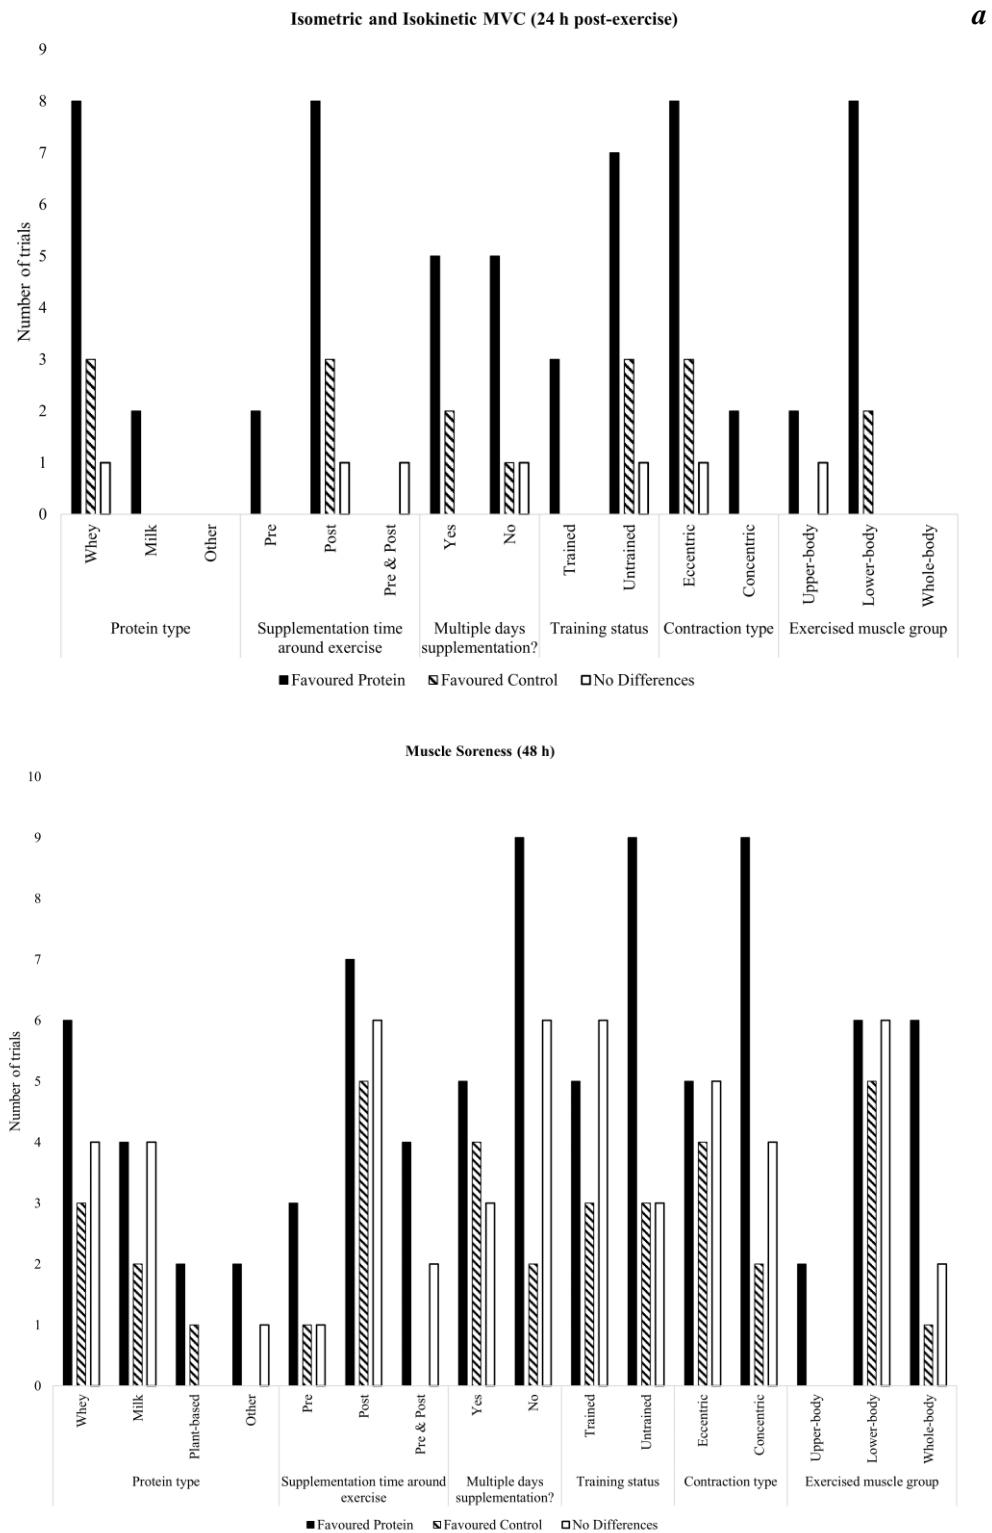 Isometric and Isokinetic MVC (24 h post-exercise)
a
9
8
7
6
5
4
3
2
1
0
Number of trials
Whey
Milk
Other
Pre
Post
Pre & Post
Yes
No
Trained
Untrained
Eccentric
Concentric
Upper-body
Lower-body
Whole-body
Protein type
Supplementation time
around exercise
Multiple days
supplementation?
Training status
Contraction type
Exercised muscle group
Favoured Protein
Favoured Control
No Differences
Muscle Soreness (48 h)
10
9
8
7
6
5
4
3
2
1
0
Number of trials
Whey
Milk
Plant-based
Other
Pre
Post
Pre & Post
Yes
No
Trained
Untrained
Eccentric
Concentric
Upper-body
Lower-body
Whole-body
Protein type
Supplementation time around
exercise
Multiple days
supplementation?
Training status
Contraction type
Exercised muscle group
Favoured Protein
Favoured Control
No Differences